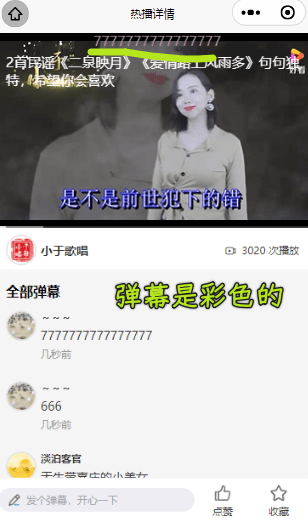 热播详情
7777777777777777
2首民谣《二泉映月》《爱情路上风雨多》句句独
特，希望你会喜欢
好看
是不是前世犯下的错
小于歌唱
3020 次播放
全部弹幕
弹幕是彩色的
~~~
7777777777777777
几秒前
~~~
666
几秒前
淡泊客官
发个弹幕，开心一下
点赞
收藏